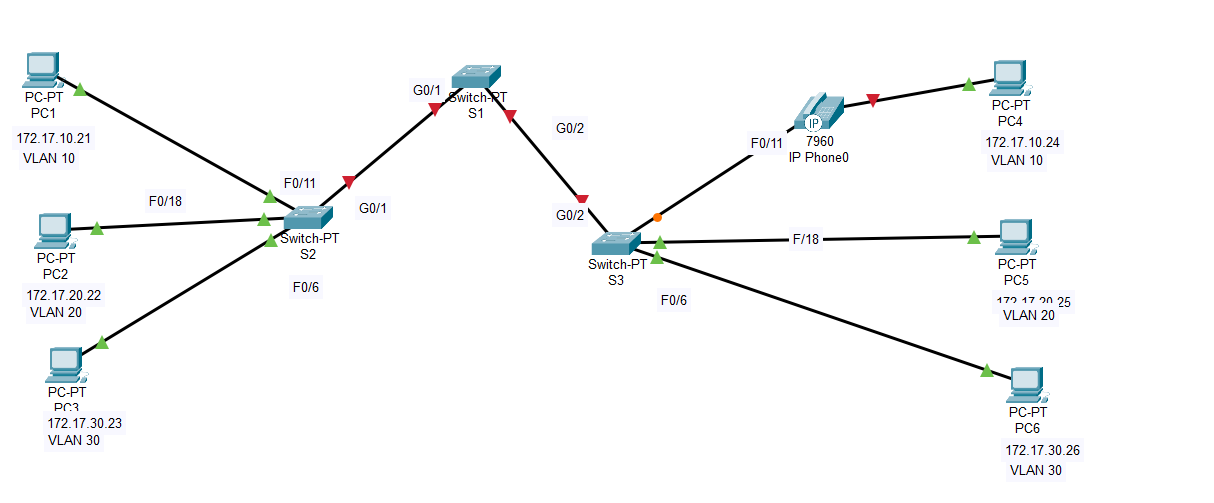 PC-PT
PC1
172.17.10.21
VLAN 10
F0/18
PC-PT
PC2
172.17.20.22
VLAN 20
PC-PT
PC3
172.17.30.23
VLAN 30
F0/11
Switch-PT
S2
F0/6
G0/1
G0/1
Switch-PT
S1
G0/2
G0/2
Switch-PT
S3
F0/6
F0/11
IP
7960
IP Phone0
F/18
PC-PT
PC4
172.17.10.24
VLAN 10
PC-PT
PC5
172.17.20.25
VLAN 20
PC-PT
PC6
172.17.30.26
VLAN 30